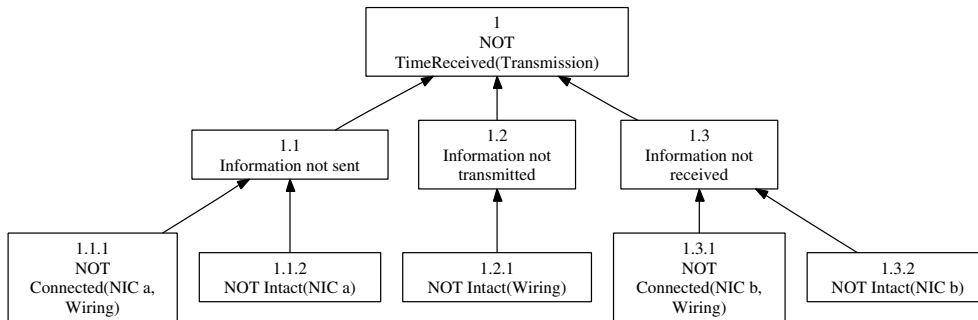 1
NOT
TimeReceived(Transmission)
1.1
Information not sent
1.2
Information not
transmitted
1.3
Information not
received
1.1.1
NOT
Connected(NIC a,
Wiring)
1.1.2
NOT Intact(NIC a)
1.2.1
NOT Intact(Wiring)
1.3.1
NOT
Connected(NIC b,
Wiring)
1.3.2
NOT Intact(NIC b)